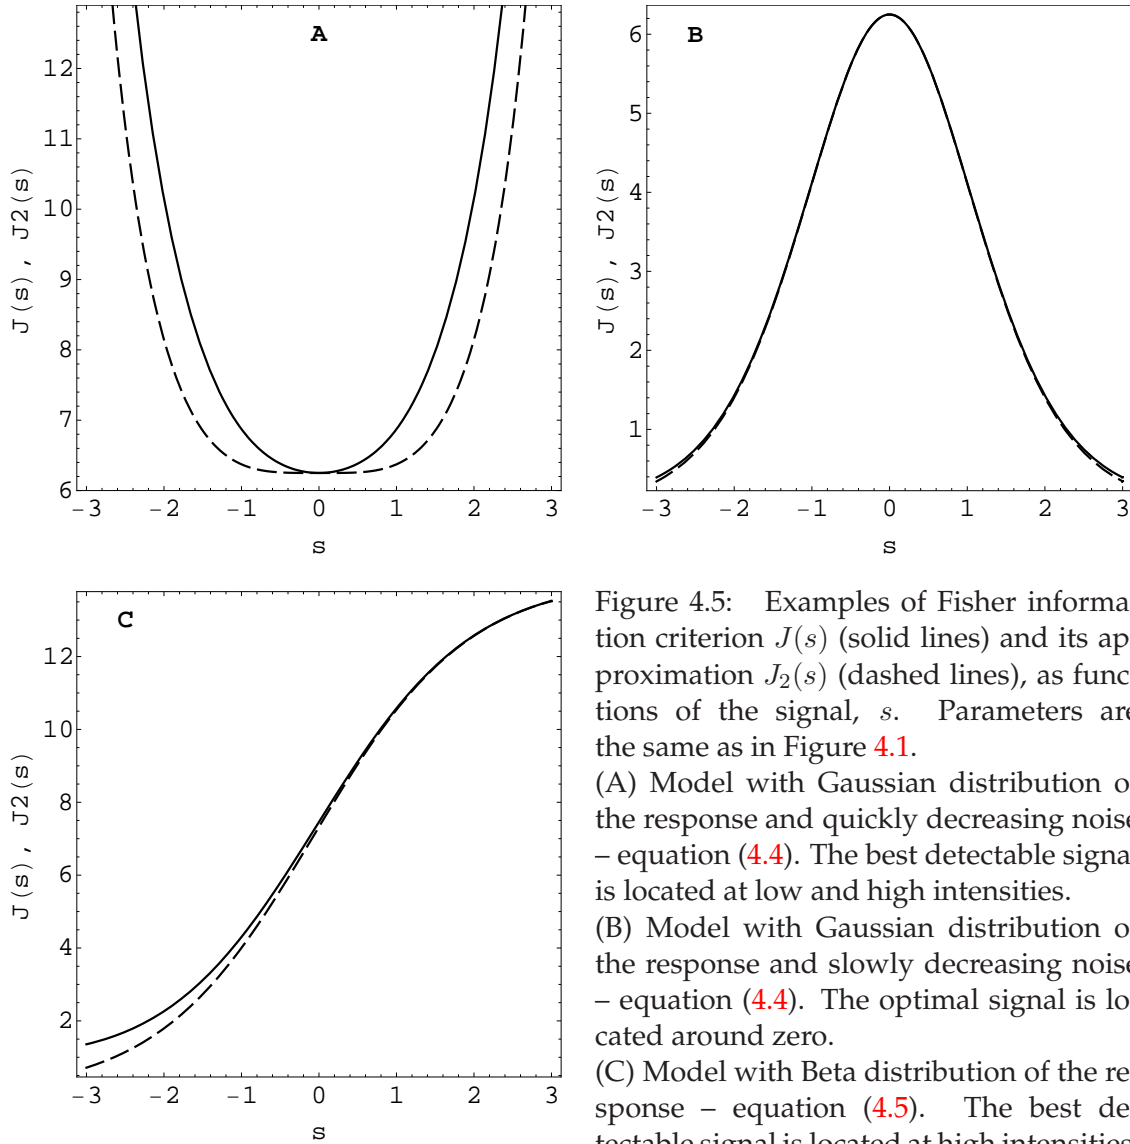 A
12
11
10
9
8
7
6
-3 -2 -1 0 1 2 3
s
J(s), J2(s)
B
6
5
4
3
2
1
-3 -2 -1 0 1 2 3
s
J(s), J2(s)
C
12
10
8
6
4
2
-3 -2 -1 0 1 2 3
s
J(s), J2(s)
Figure 4.5: Examples of Fisher informa
tion criterion J(s) (solid lines) and its ap
proximation J₂(s) (dashed lines), as func
tions of the signal, s. Parameters are
the same as in Figure 4.1.
(A) Model with Gaussian distribution o
the response and quickly decreasing noise
– equation (4.4). The best detectable signa
is located at low and high intensities.
(B) Model with Gaussian distribution o
the response and slowly decreasing noise
– equation (4.4). The optimal signal is lo
cated around zero.
(C) Model with Beta distribution of the re
sponse – equation (4.5). The best de
tectable signal is located at high intensities